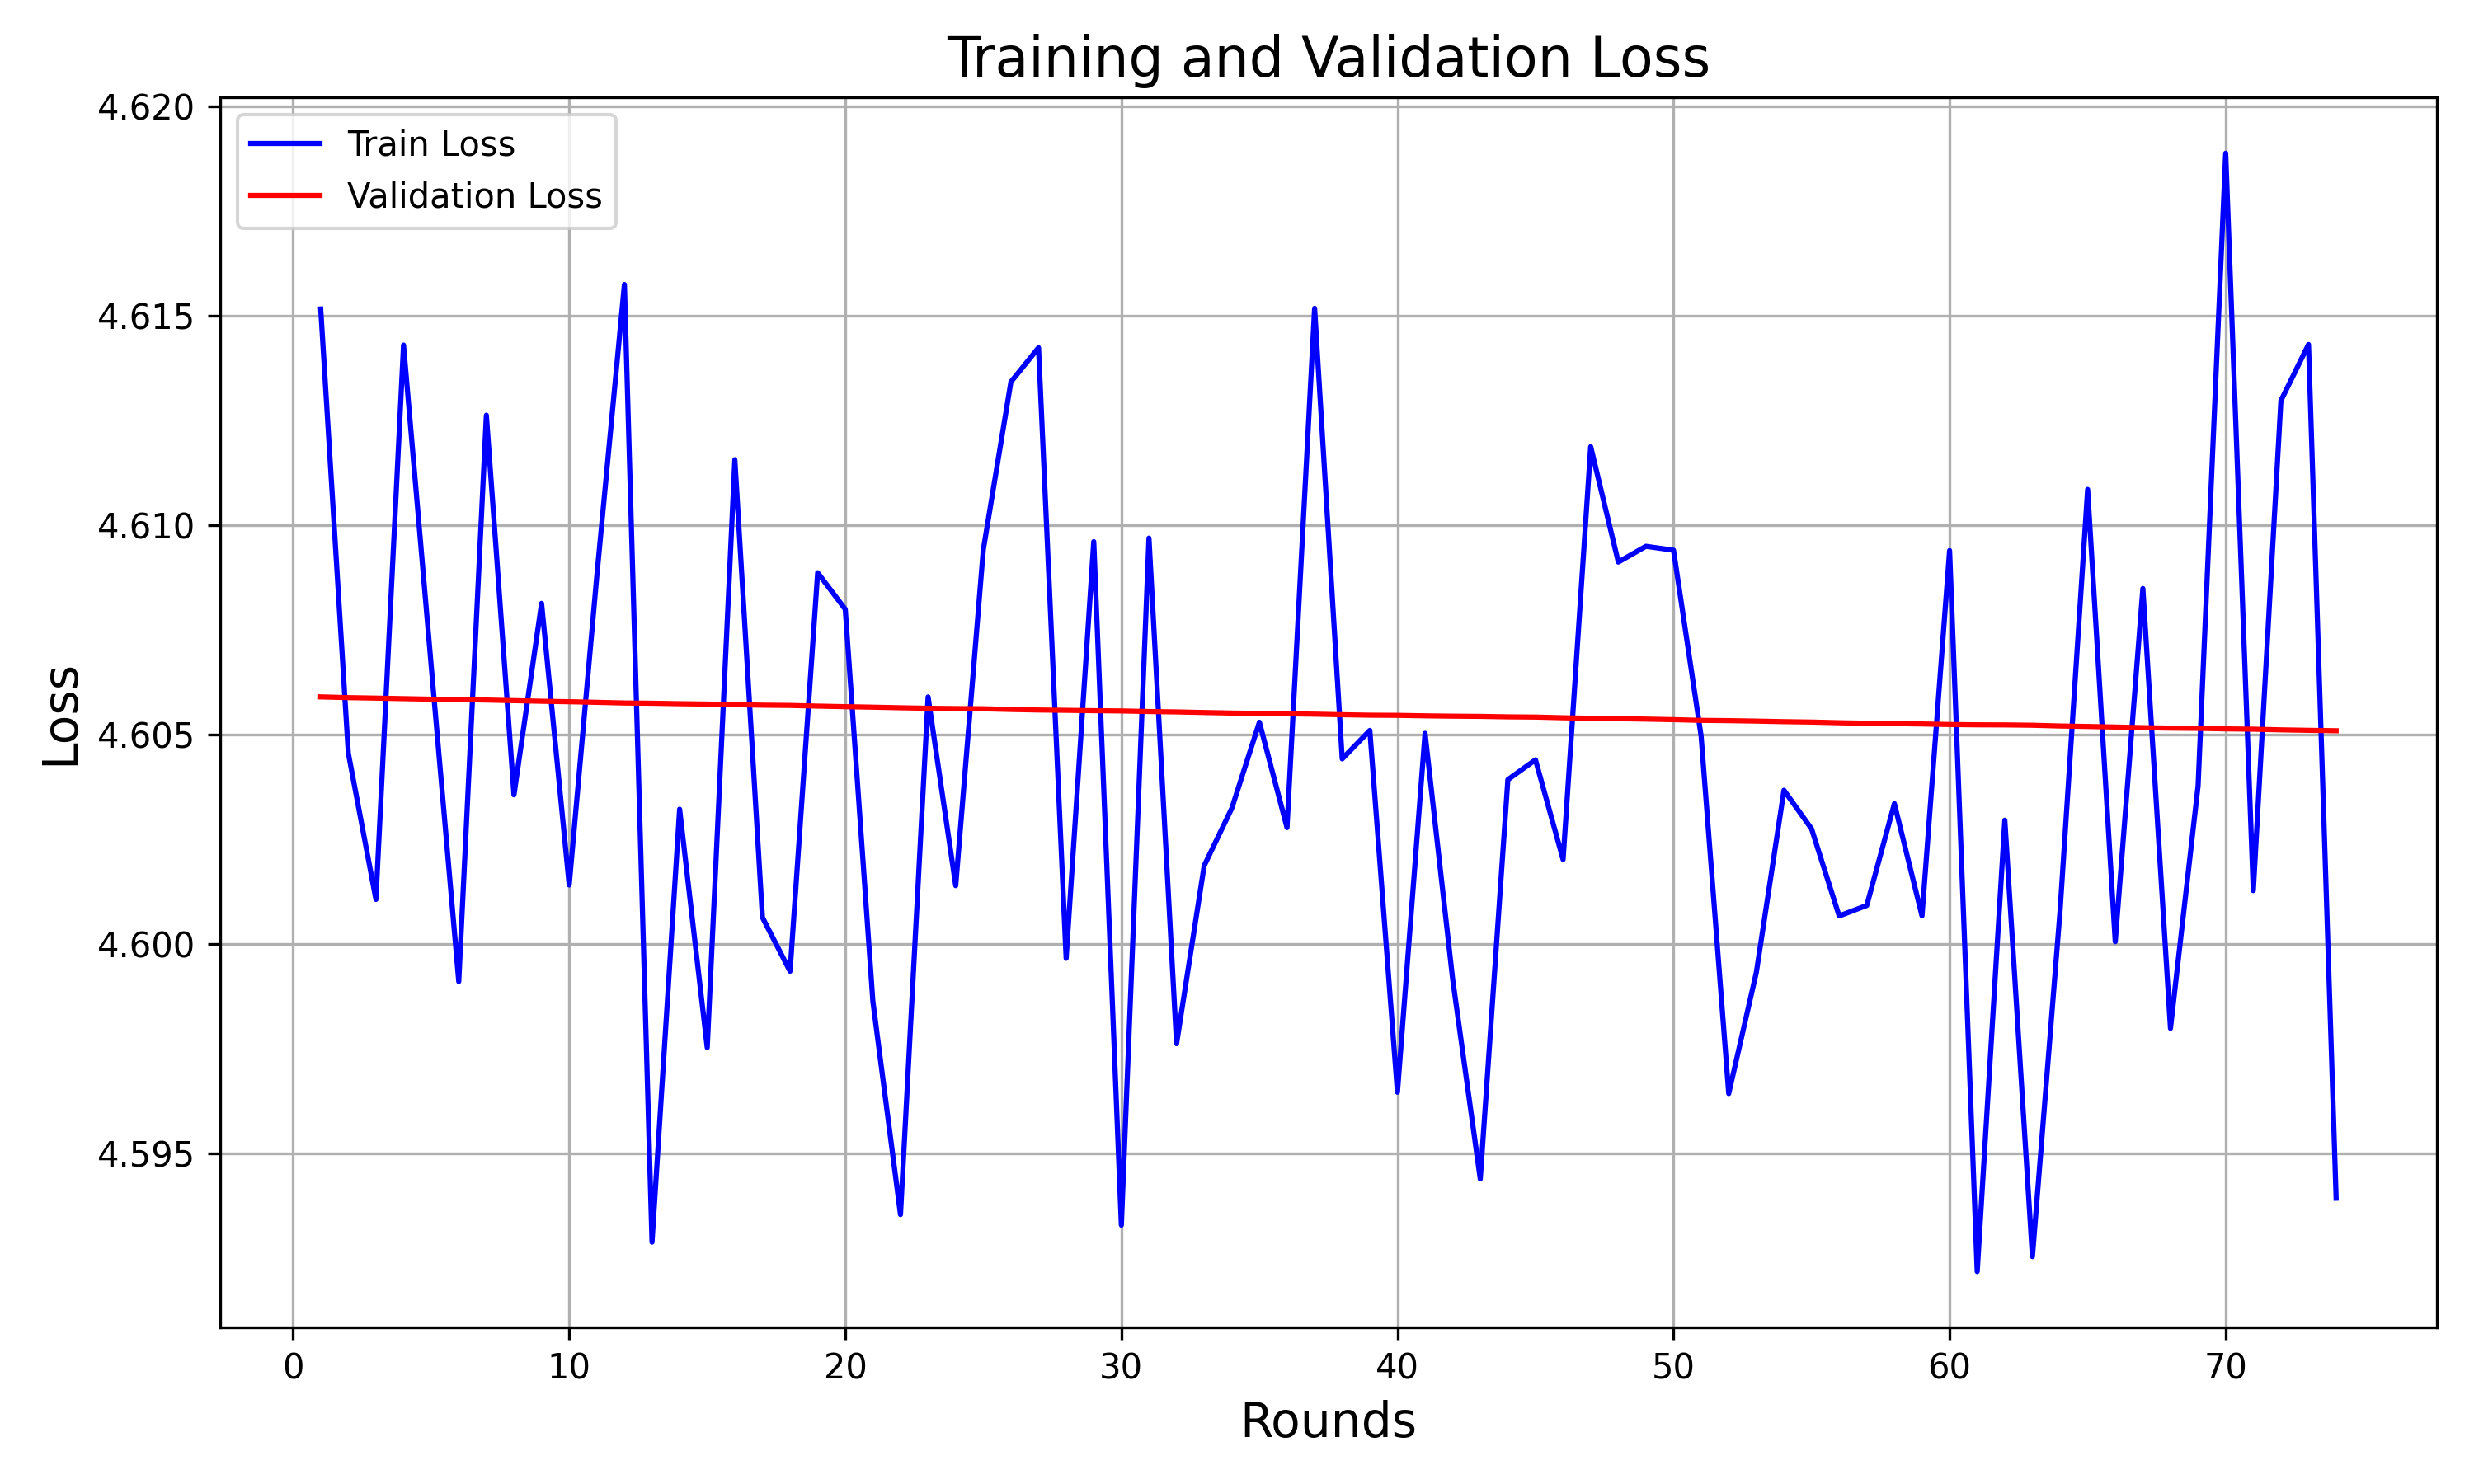 Training and Validation Loss
Train Loss
Validation Loss
4.620
4.615
4.610
4.605
4.600
4.595
Loss
0 10 20 30 40 50 60 70
Rounds